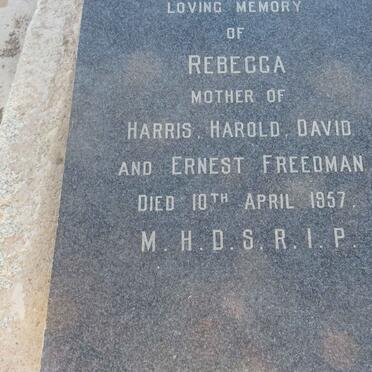 LOVING MEMORY
OF
REBECCA
MOTHER OF
HARRIS, HAROLD, DAVID
AND ERNEST FREEDMAN
DIED 10TH APRIL 1957.
M.H.D.S.R.I.P.